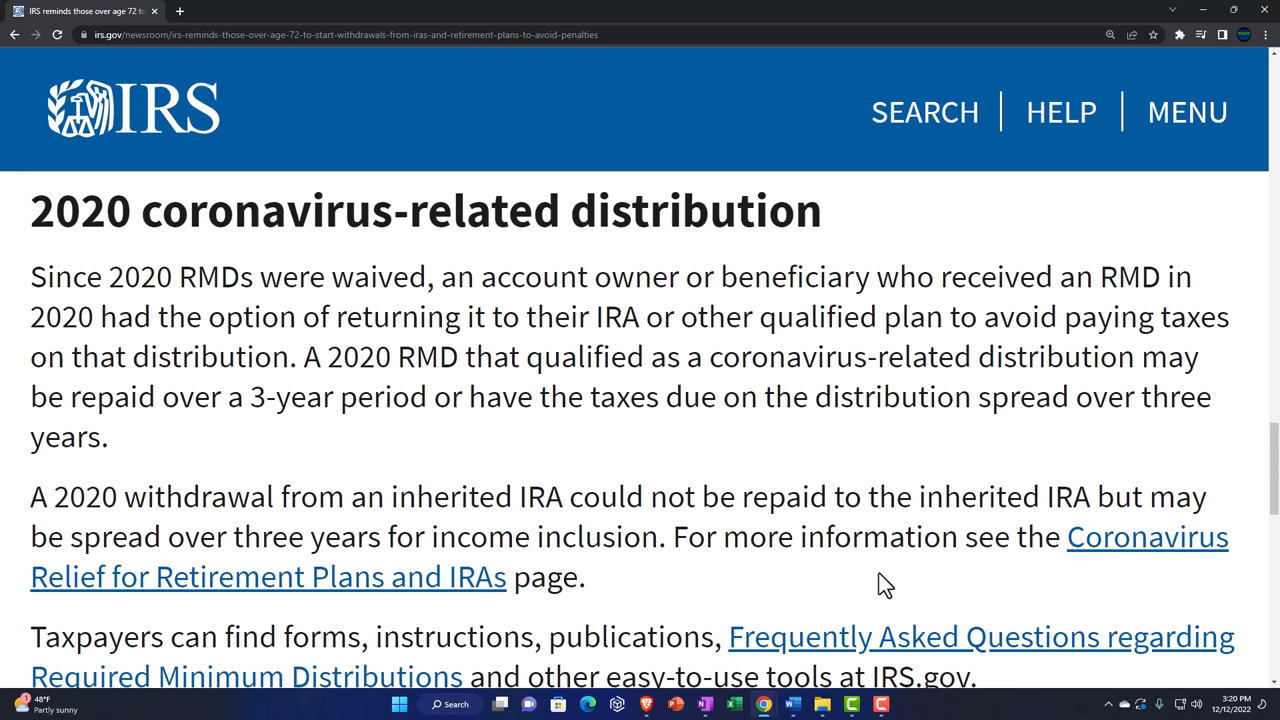 IRS reminds those over age 72 to
irs.gov/newsroom/irs-reminds-those-over-age-72-to-start-withdrawals-from-iras-and-retirement-plans-to-avoid-penalties
IRS
SEARCH
HELP
MENU
2020 coronavirus-related distribution
Since 2020 RMDs were waived, an account owner or beneficiary who received an RMD in
2020 had the option of returning it to their IRA or other qualified plan to avoid paying taxes
on that distribution. A 2020 RMD that qualified as a coronavirus-related distribution may
be repaid over a 3-year period or have the taxes due on the distribution spread over three
years.
A 2020 withdrawal from an inherited IRA could not be repaid to the inherited IRA but may
be spread over three years for income inclusion. For more information see the Coronavirus
Relief for Retirement Plans and IRAs page.
Taxpayers can find forms, instructions, publications, Frequently Asked Questions regarding
Required Minimum Distributions and other easy-to-use tools at IRS.gov.
1
48°F
Partly sunny
Search
3:20 PM
12/12/2022